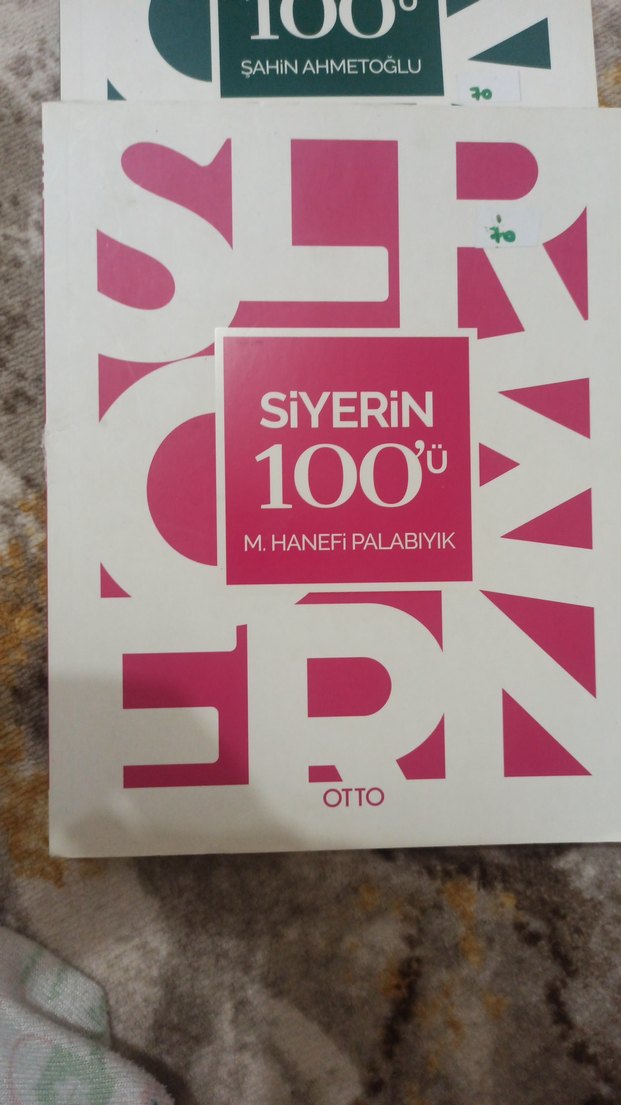 100'ü
ŞAHİN AHMETOĞLU
70
70
SİYERİN
100'Ü
M. HANEFİ PALABIYIK
OTTO